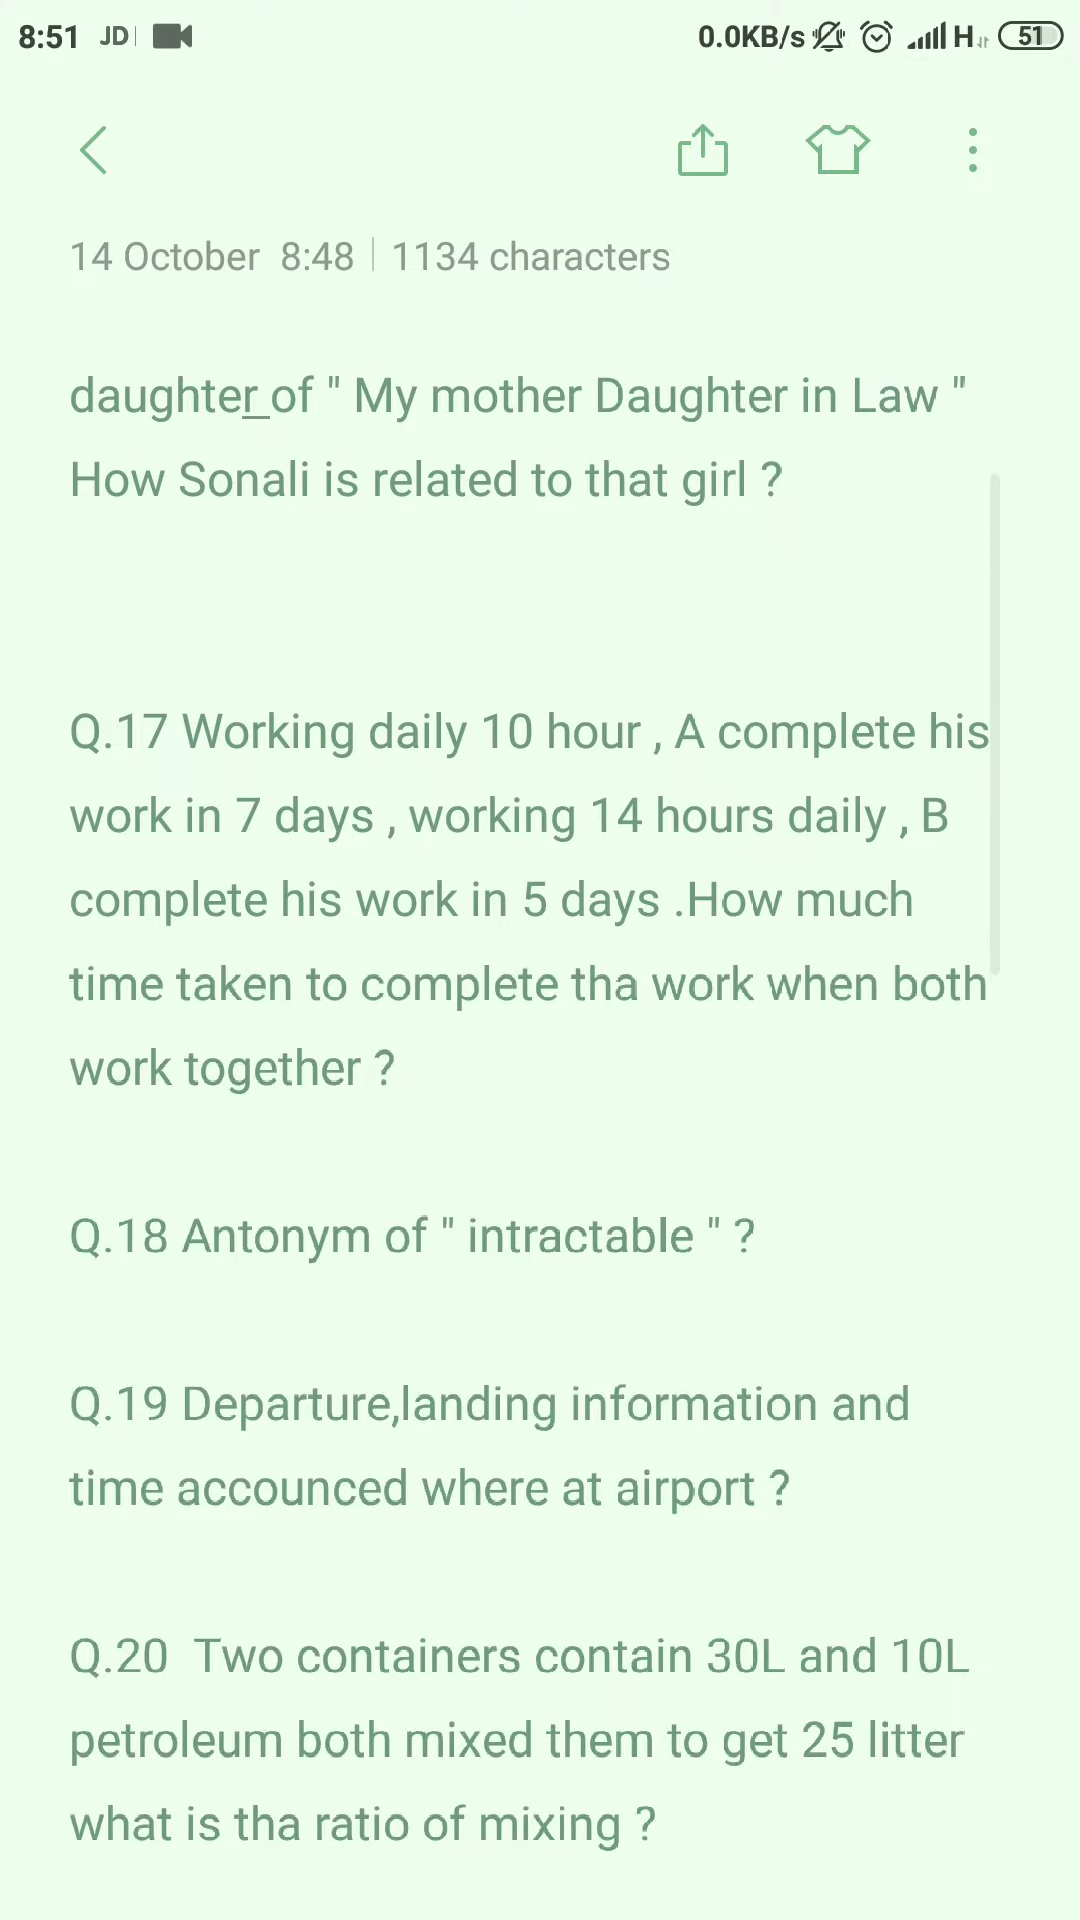 8:51 JD 0.0KB/s H 51
14 October 8:48 | 1134 characters
daughter of " My mother Daughter in Law "
How Sonali is related to that girl ?
Q.17 Working daily 10 hour , A complete his
work in 7 days , working 14 hours daily , B
complete his work in 5 days .How much
time taken to complete tha work when both
work together ?
Q.18 Antonym of " intractable " ?
Q.19 Departure,landing information and
time accounced where at airport ?
Q.20  Two containers contain 30L and 10L
petroleum both mixed them to get 25 litter
what is tha ratio of mixing ?